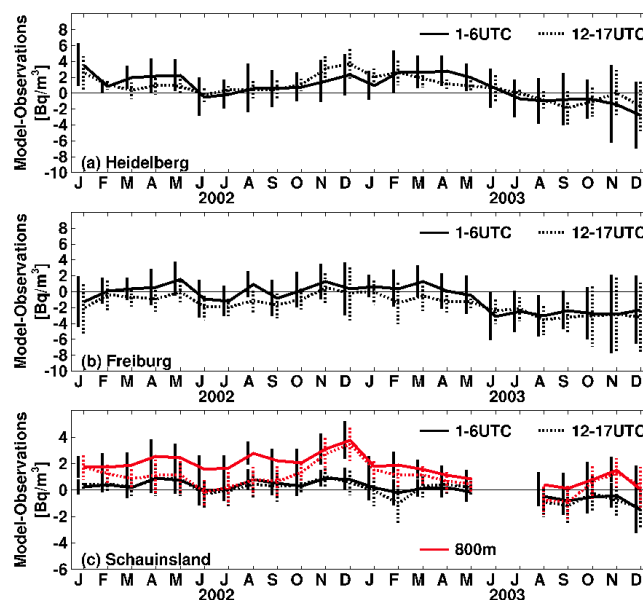 1-6UTC 12-17UTC
Model-Observations
[Bq/m³]
8
6
4
2
0
-2
-4
-6
-8
-10
(a) Heidelberg
J F M A M J J A S O N D J F M A M J J A S O N D
2002 2003
1-6UTC 12-17UTC
Model-Observations
[Bq/m³]
8
6
4
2
0
-2
-4
-6
-8
-10
(b) Freiburg
J F M A M J J A S O N D J F M A M J J A S O N D
2002 2003
1-6UTC 12-17UTC
Model-Observations
[Bq/m³]
4
2
0
-2
-4
-6
(c) Schauinsland
800m
J F M A M J J A S O N D J F M A M J J A S O N D
2002 2003